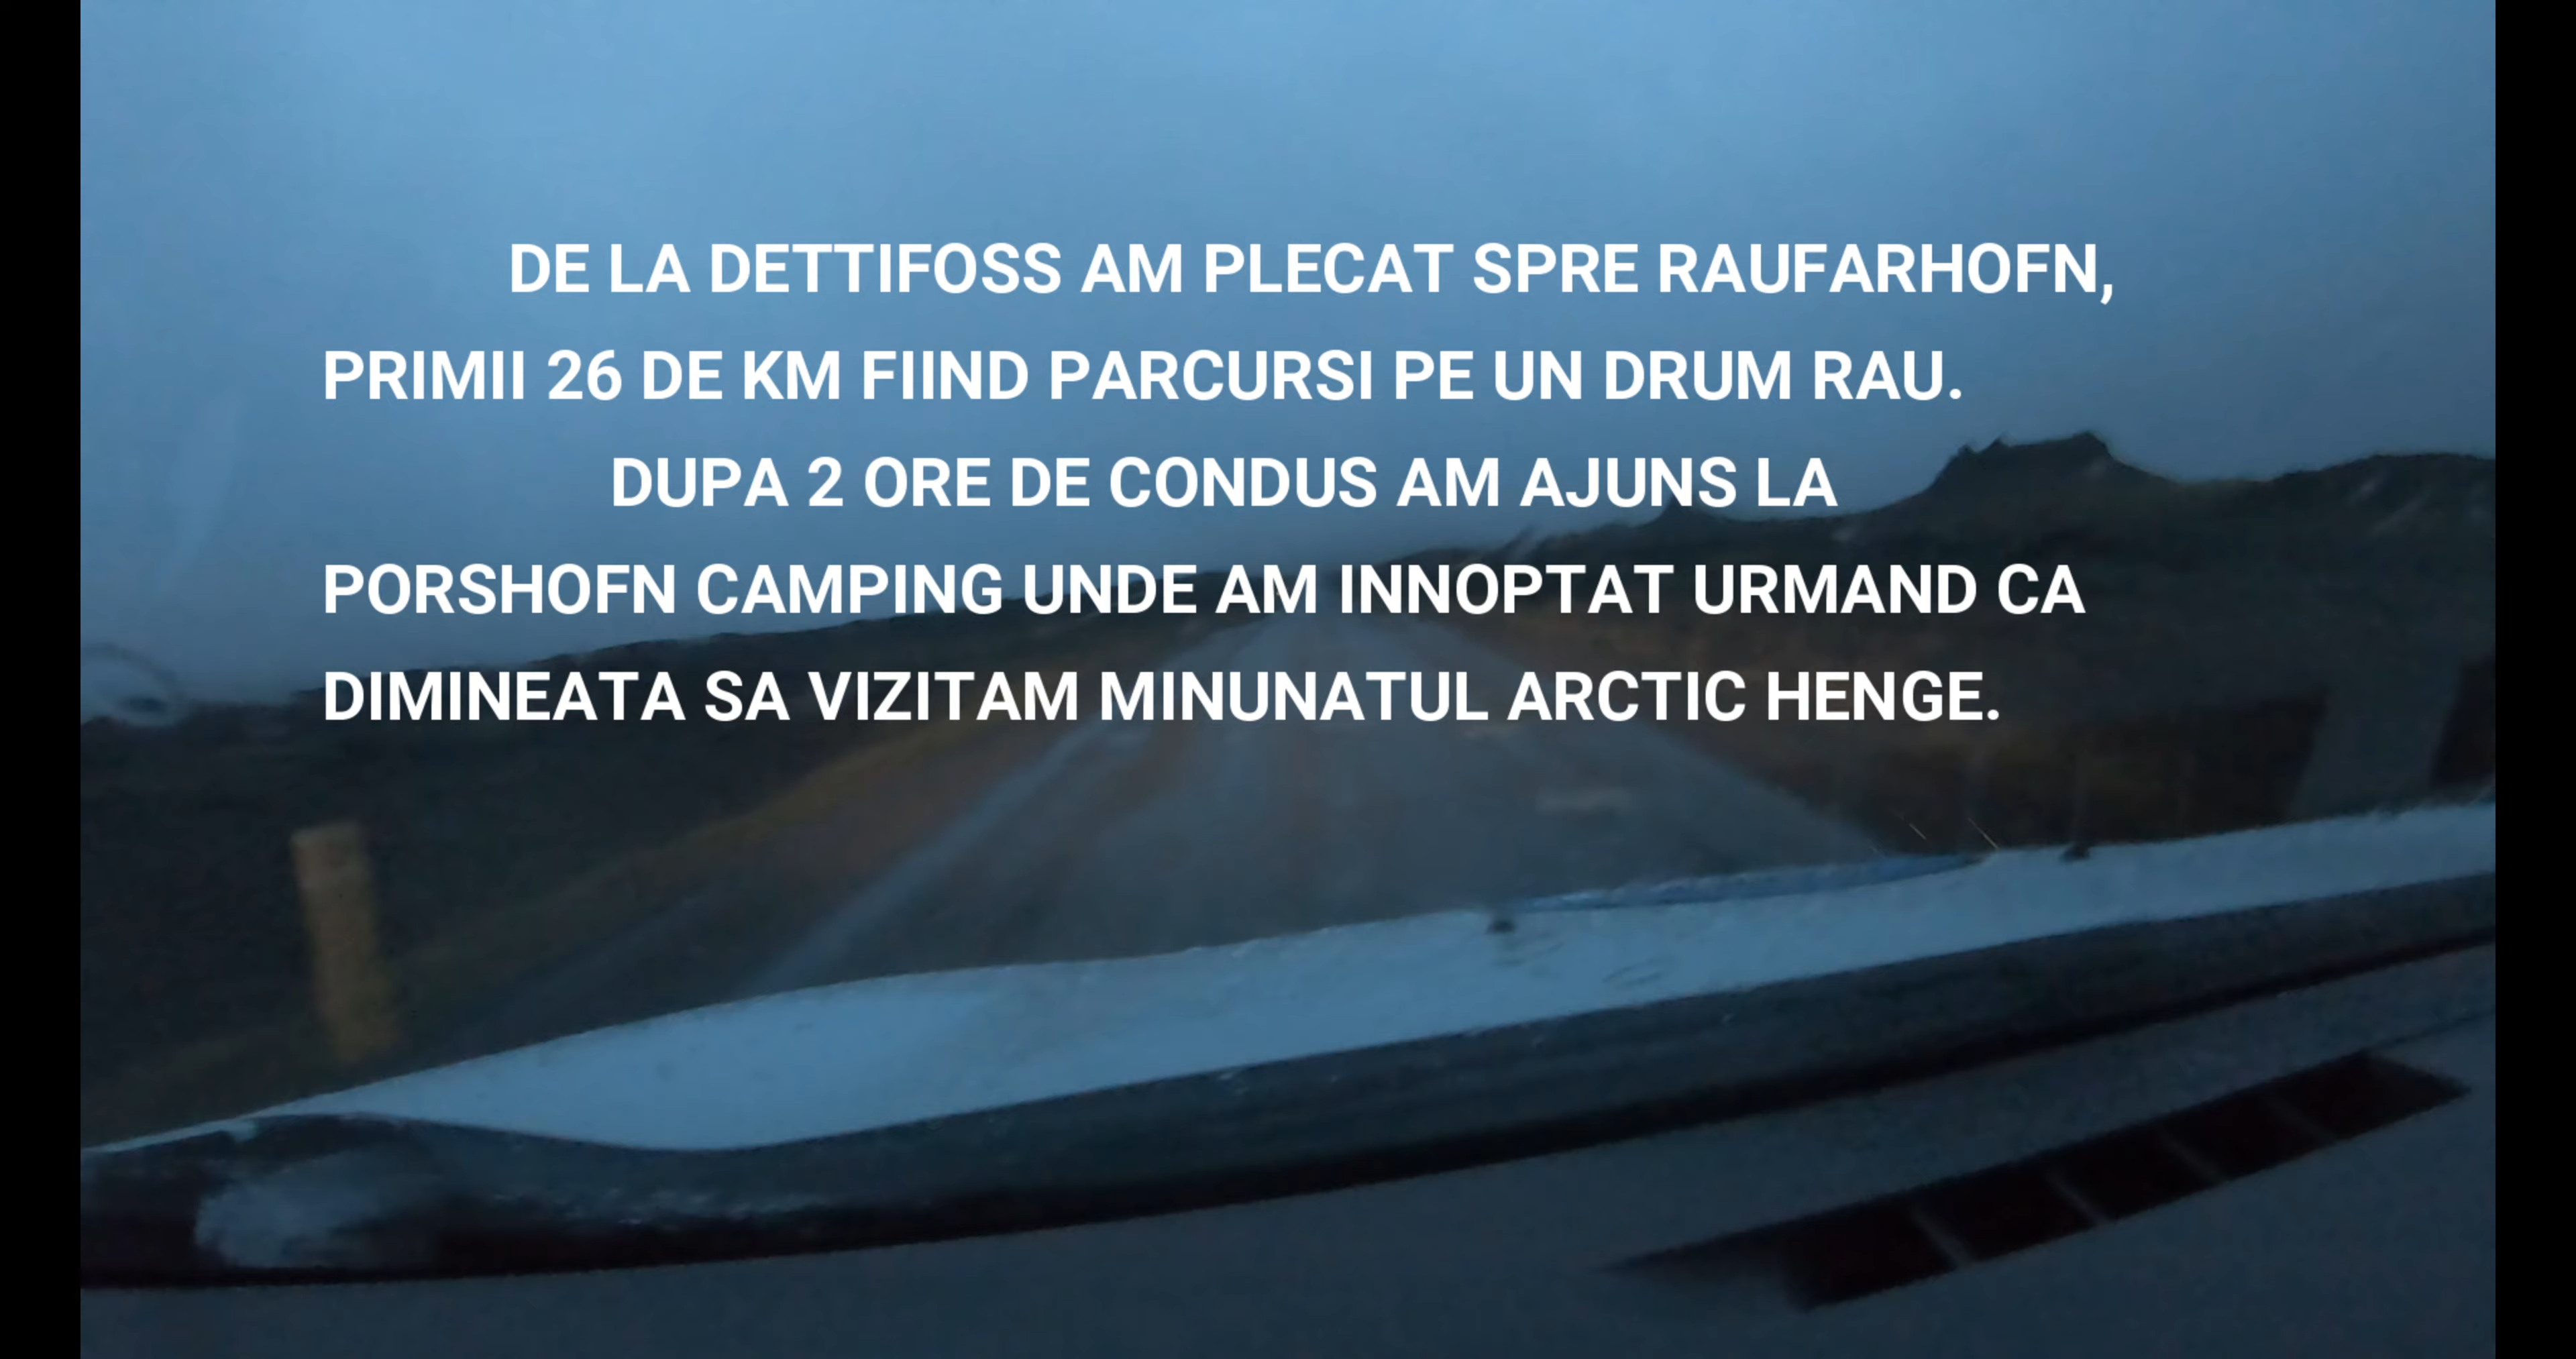 DE LA DETTIFOSS AM PLECAT SPRE RAUFARHOFN,
PRIMII 26 DE KM FIIND PARCURSI PE UN DRUM RAU.
DUPA 2 ORE DE CONDUS AM AJUNS LA
PORSHOFN CAMPING UNDE AM INNOPTAT URMAND CA
DIMINEATA SA VIZITAM MINUNATUL ARCTIC HENGE.